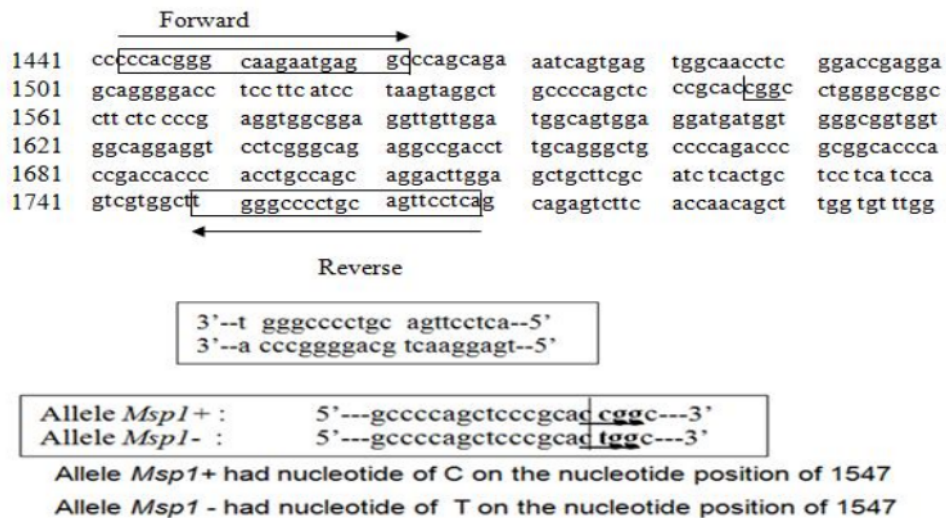 Forward
1441 cccccacggg caagaatgag gcccagcaga aatcagtgag tggcaacctc ggaccgagga
1501 gcaggggacc tcc ttc atcc taagtaggct gccccagctc ccgcaccggc ctggggcggc
1561 ctt ctc cccg aggtggcgga ggttgttgga tggcagtgga ggatgatggt gggcggtggt
1621 ggcaggaggt cctcgggcag aggccgacct tgcagggctg ccccagaccc gcggcaccca
1681 ccgaccaccc acctgccagc aggacttgga gctgcttcgc atc tcactgc tcc tca tcca
1741 gtcgtggctt gggcccctgc agttcctcag cagagtcttc accaacagct tgg tgt ttgg
Reverse
3'--t gggcccctgc agttcctca--5'
3'--a cccggggacg tcaaggagt--5'
Allele Msp1+ : 5'---gccccagctcccgcac cggc---3'
Allele Msp1- : 5'---gccccagctcccgcac tggc---3'
Allele Msp1+ had nucleotide of C on the nucleotide position of 1547
Allele Msp1 - had nucleotide of T on the nucleotide position of 1547